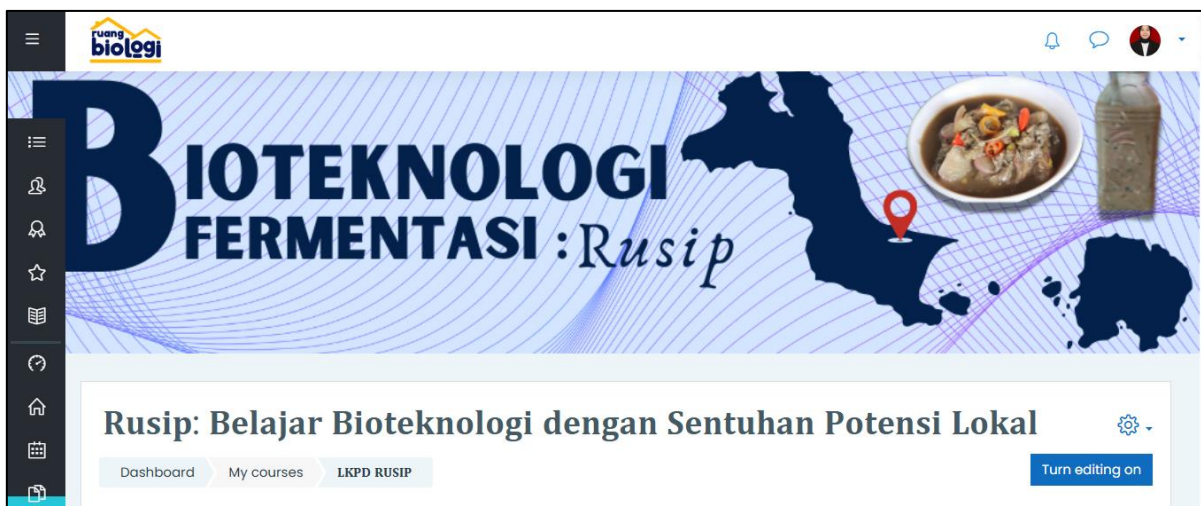 ruang
biologi
BIOTEKNOLOGI
FERMENTASI : Rusip
Rusip: Belajar Bioteknologi dengan Sentuhan Potensi Lokal
Dashboard My courses LKPD RUSIP
Turn editing on